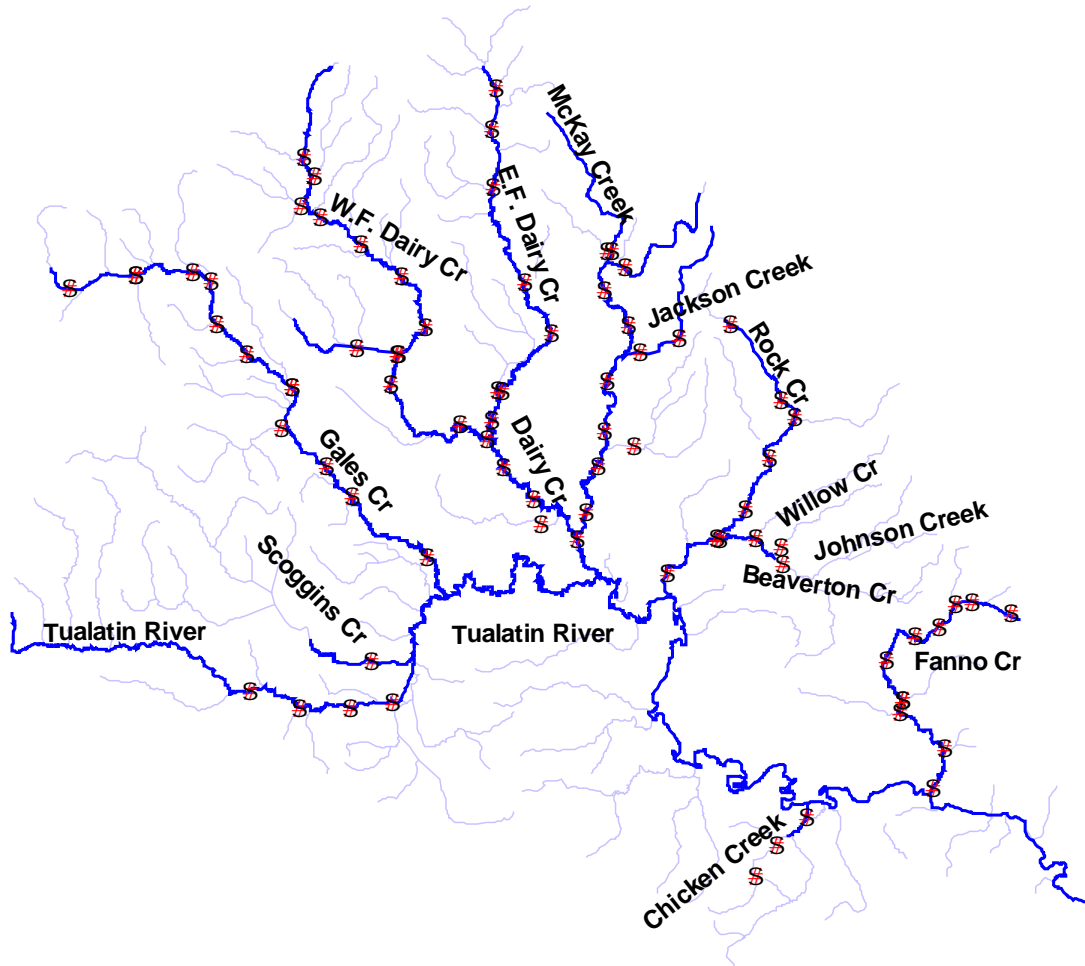 McKay Creek
E.F. Dairy Cr
W.F. Dairy Cr
Jackson Creek
Rock Cr
Gales Cr
Dairy Cr
Willow Cr
Johnson Creek
Scoggins Cr
Beaverton Cr
Tualatin River
Tualatin River
Fanno Cr
Chicken Creek